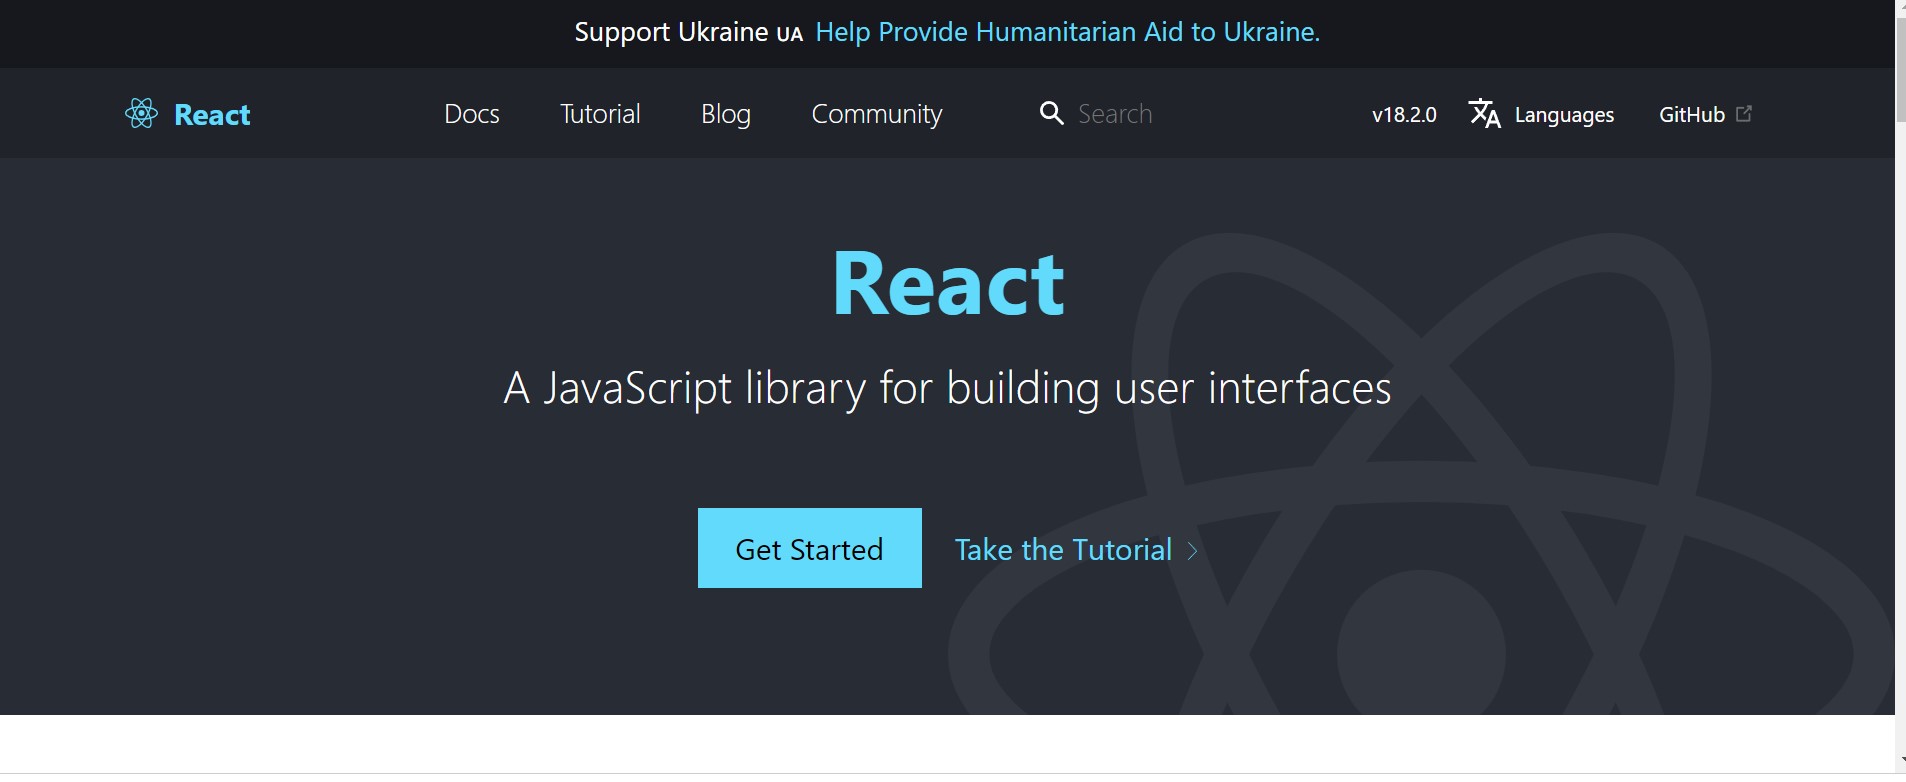 Support Ukraine UA Help Provide Humanitarian Aid to Ukraine.
React Docs Tutorial Blog Community Search v18.2.0 Languages GitHub
React
A JavaScript library for building user interfaces
Get Started Take the Tutorial